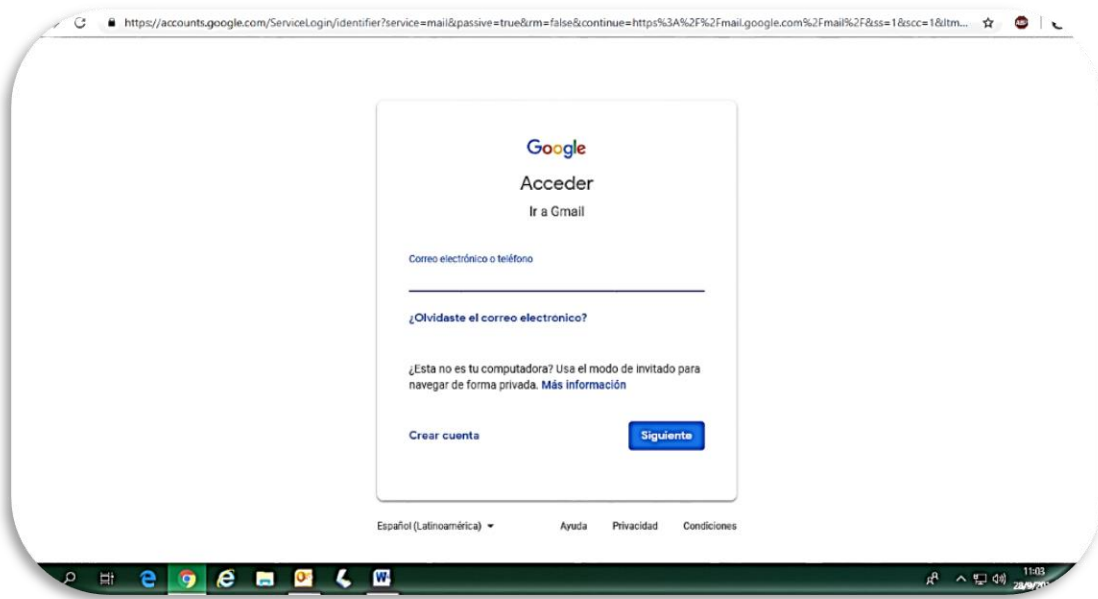 https://accounts.google.com/ServiceLogin/identifier?service=mail&passive=true&rm=false&continue=https%3A%2F%2Fmail.google.com%2Fmail%2F&ss=1&scc=1&ltm...
ABP
Google
Acceder
Ir a Gmail
Correo electrónico o teléfono
¿Olvidaste el correo electronico?
¿Esta no es tu computadora? Usa el modo de invitado para
navegar de forma privada. Más información
Crear cuenta
Siguiente
Español (Latinoamérica)
Ayuda
Privacidad
Condiciones
11:03